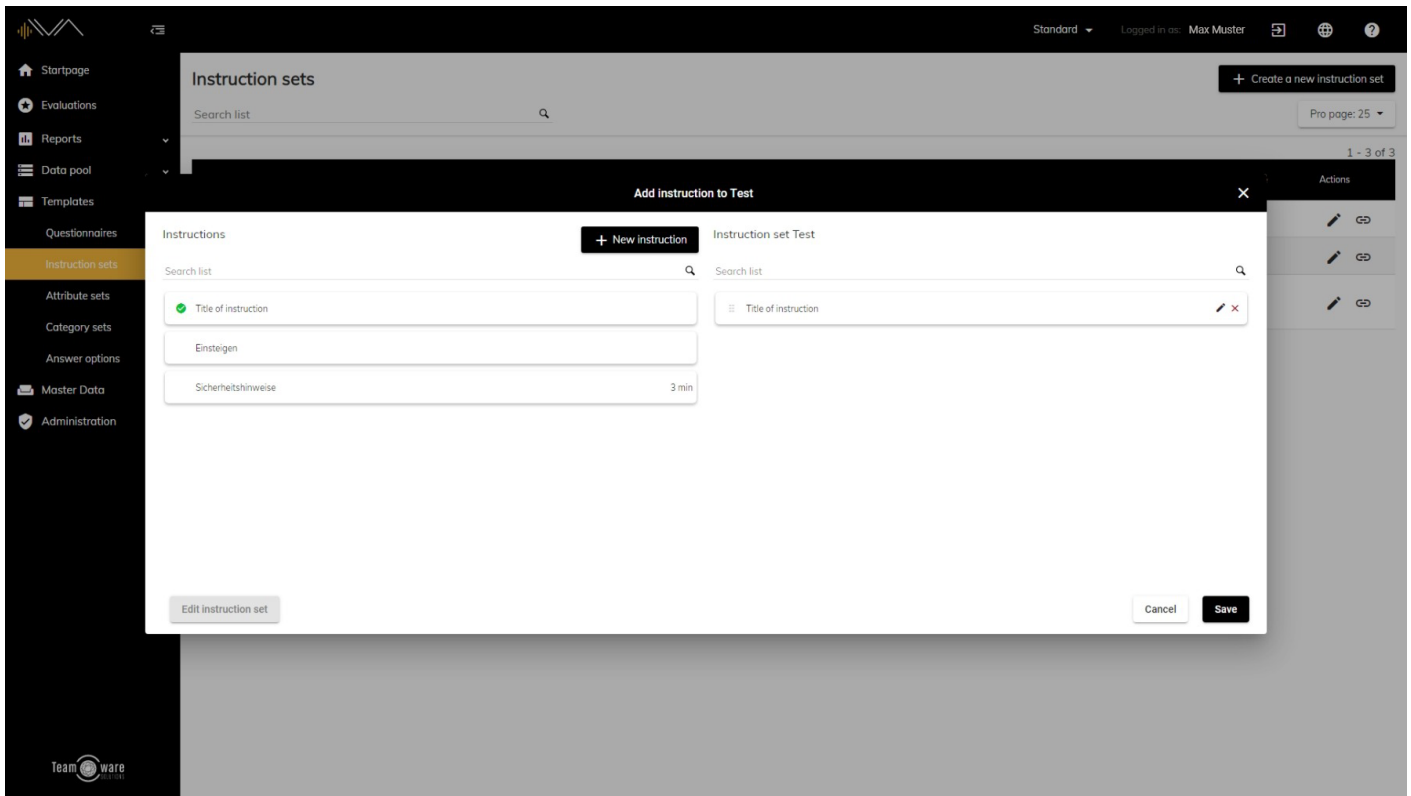 Standard Logged in as: Max Muster
Startpage
Evaluations
Reports
Data pool
Templates
Questionnaires
Instruction sets
Attribute sets
Category sets
Answer options
Master Data
Administration
Team ware
SOLUTIONS
Instruction sets
Create a new instruction set
Search list
Pro page: 25
1 - 3 of 3
Actions
Add instruction to Test
Instructions
New instruction
Search list
Title of instruction
Einsteigen
Sicherheitshinweise 3 min
Instruction set Test
Search list
Title of instruction
Edit instruction set
Cancel
Save